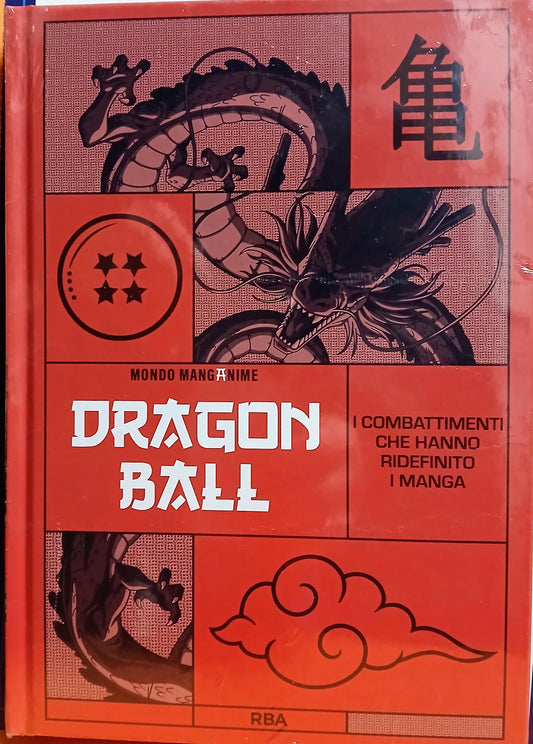 亀
MONDO MANGANIME
DRAGON
BALL
I COMBATTIMENTI
CHE HANNO
RIDEFINITO
I MANGA
RBA